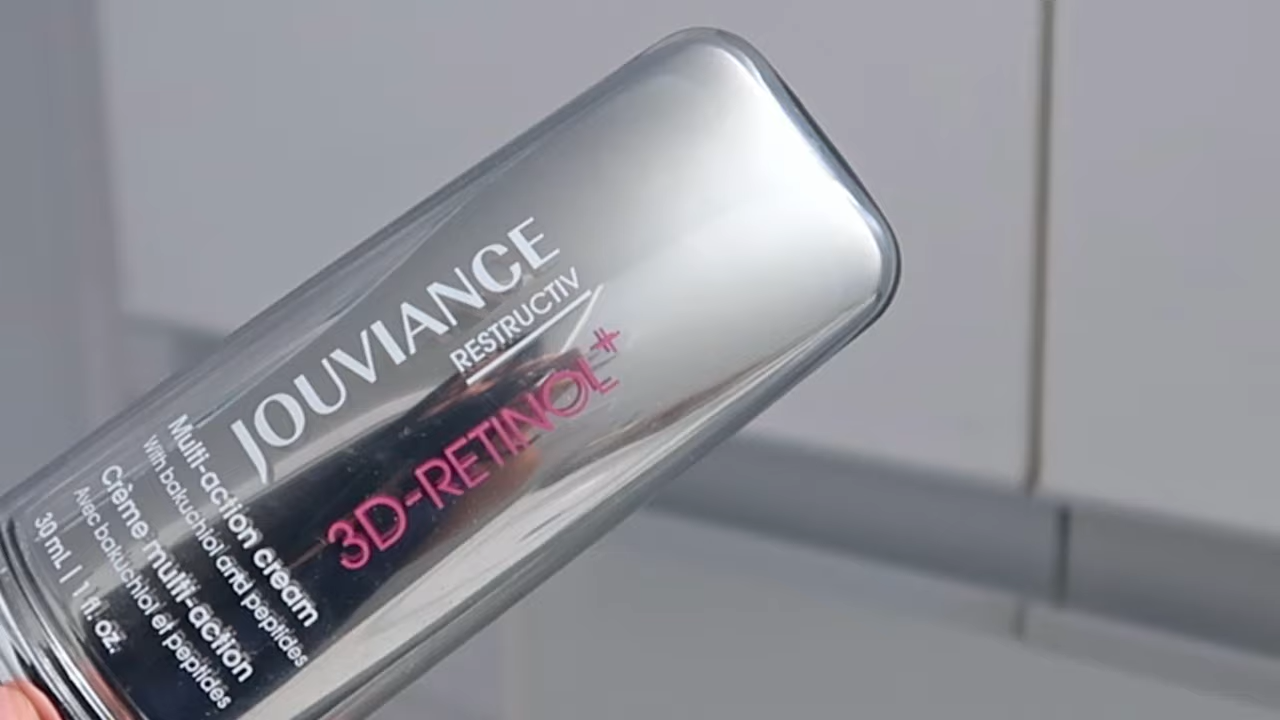 JOUVIANCE
RESTRUCTIV
3D-RETINOL+
Multi-action cream
With bakuchiol and peptides
Crème multi-action
Avec bakuchiol et peptides
30 mL | 1 fl. oz.